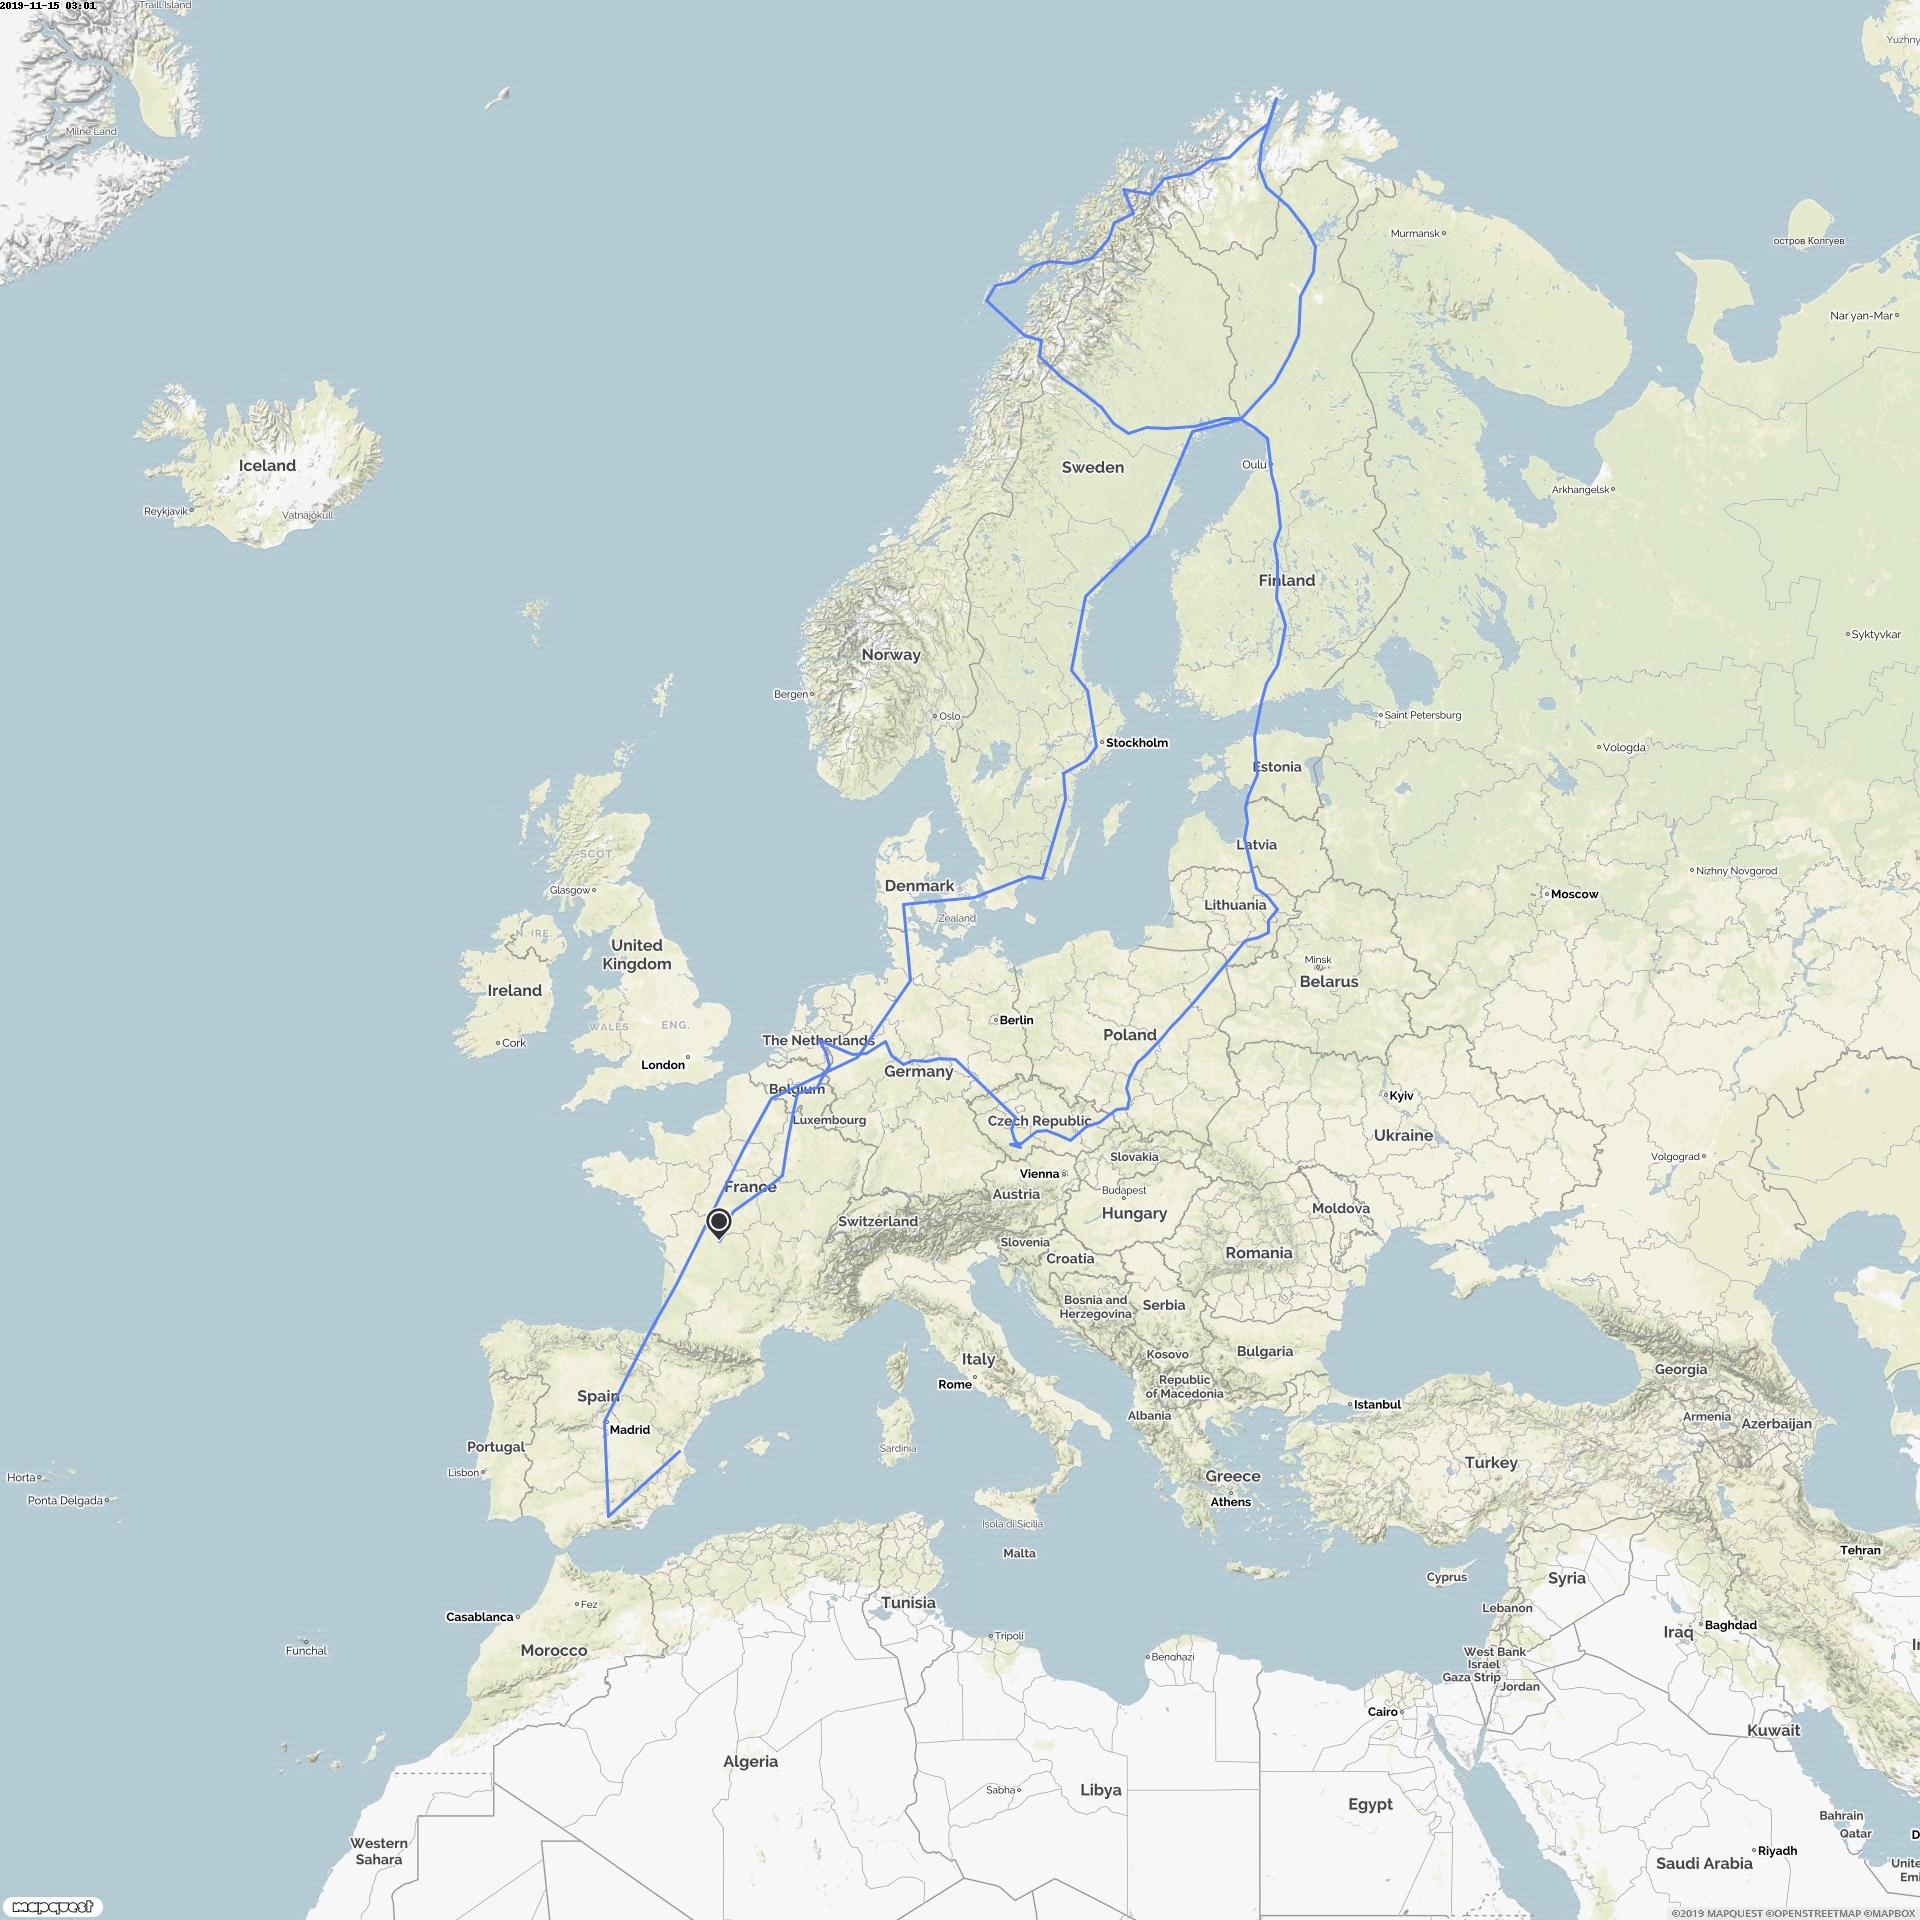 2019-11-15 03:01
Traill Island
Yuzhny
Milne Land
Murmansk
остров Колгуев
Nar'yan-Mar
Iceland
Reykjavik
Vatnajökull
Sweden
Oulu
Arkhangelsk
Finland
Syktyvkar
Norway
Bergen
Oslo
Saint Petersburg
Stockholm
Vologda
Estonia
SCOT.
Glasgow
Latvia
Nizhny Novgorod
Denmark
Moscow
Lithuania
Zealand
N. IRE.
United
Kingdom
Minsk
Belarus
Ireland
WALES
ENG.
Berlin
Poland
Cork
The Netherlands
London
Germany
Belgium
Kyiv
Luxembourg
Czech Republic
Ukraine
Slovakia
Volgograd
Vienna
France
Austria
Budapest
Hungary
Moldova
Switzerland
Slovenia
Croatia
Romania
Bosnia and
Herzegovina
Serbia
Italy
Kosovo
Bulgaria
Rome
Republic
of Macedonia
Georgia
Spain
Istanbul
Albania
Armenia
Azerbaijan
Madrid
Portugal
Sardinia
Lisbon
Greece
Athens
Turkey
Horta
Ponta Delgada
Isola di Sicilia
Malta
Tehran
Cyprus
Syria
Casablanca
Fez
Tunisia
Lebanon
Iraq
Baghdad
Funchal
Morocco
Tripoli
Benghazi
West Bank
Israel
Gaza Strip
Jordan
Cairo
Kuwait
Algeria
Sabha
Libya
Egypt
Bahrain
Qatar
Western
Sahara
Riyadh
Saudi Arabia
Unite
Emi
mapquest
©2019 MAPQUEST ©OPENSTREETMAP ©MAPBOX